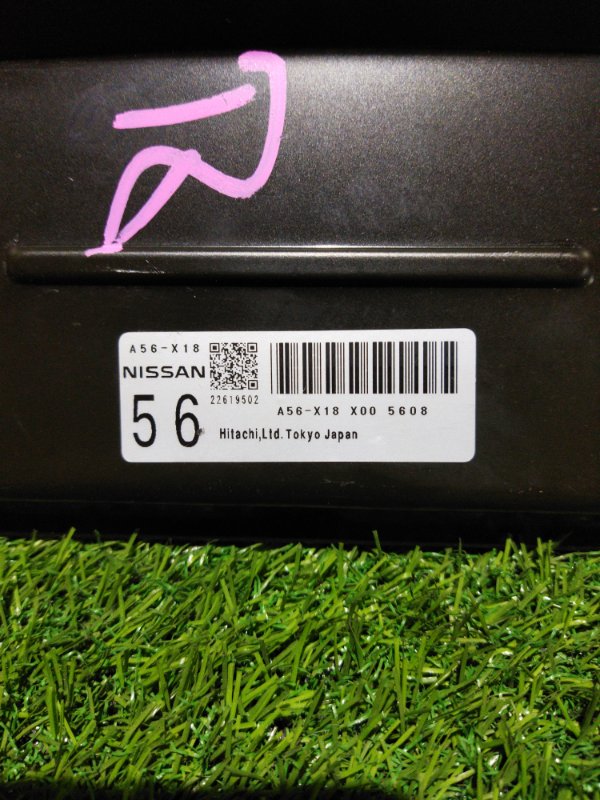 A56-X18
NISSAN
56
22619502
A56-X18 X00 5608
Hitachi,Ltd.Tokyo Japan